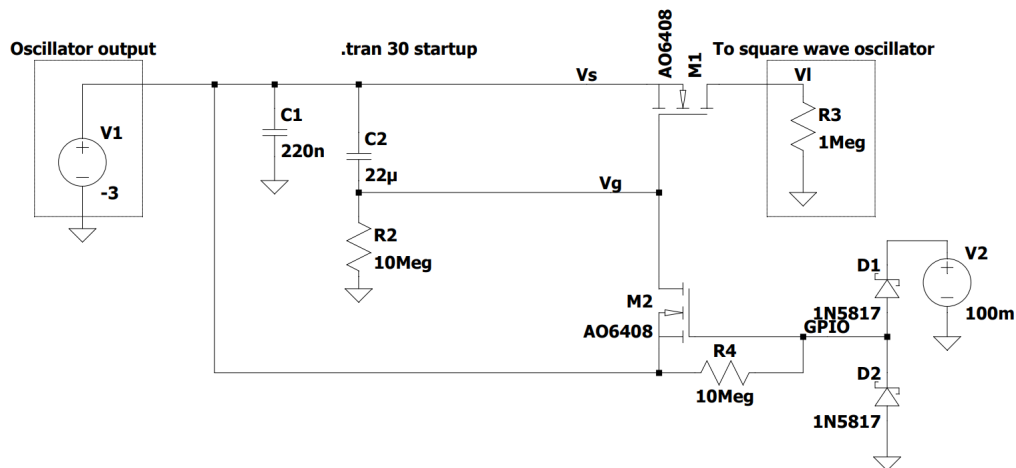 Oscillator output
.tran 30 startup
To square wave oscillator
AO6408
M1
Vs
Vl
V1
+
−
-3
C1
220n
C2
22µ
R3
1Meg
Vg
R2
10Meg
M2
AO6408
D1
1N5817
V2
+
−
100m
GPIO
R4
10Meg
D2
1N5817